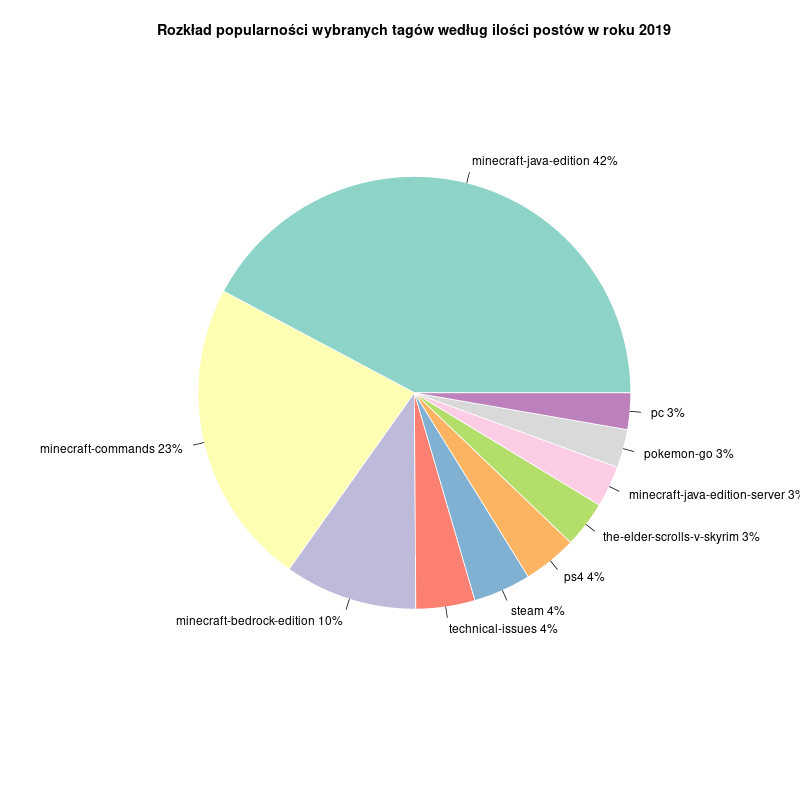 Rozkład popularności wybranych tagów według ilości postów w roku 2019
minecraft-java-edition 42%
minecraft-commands 23%
minecraft-bedrock-edition 10%
technical-issues 4%
steam 4%
ps4 4%
the-elder-scrolls-v-skyrim 3%
minecraft-java-edition-server 3%
pokemon-go 3%
pc 3%